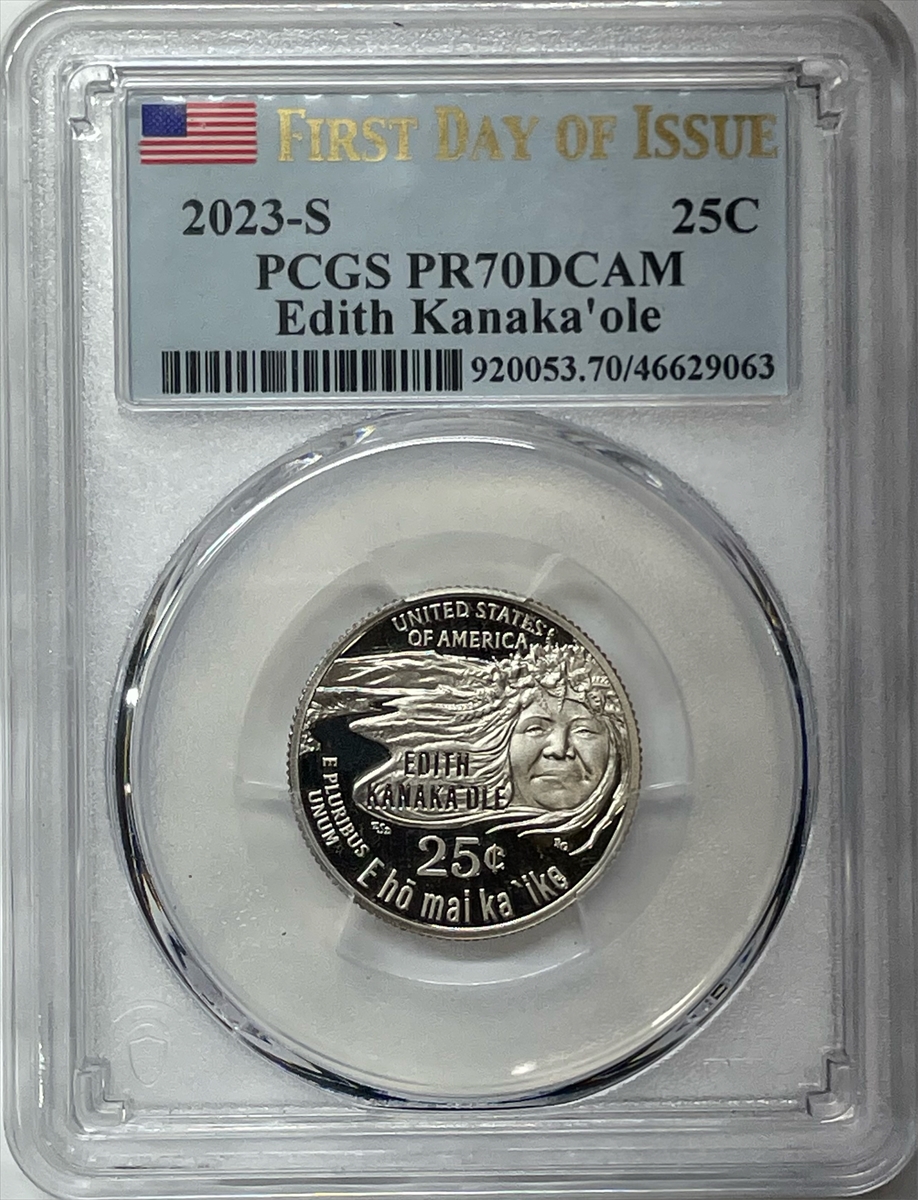 FIRST DAY OF ISSUE
2023-S 25C
PCGS PR70DCAM
Edith Kanaka'ole
920053.70/46629063
UNITED STATES
OF AMERICA
EDITH
KANAKA'OLE
E PLURIBUS
UNUM
25¢
E hō mai ka `ike